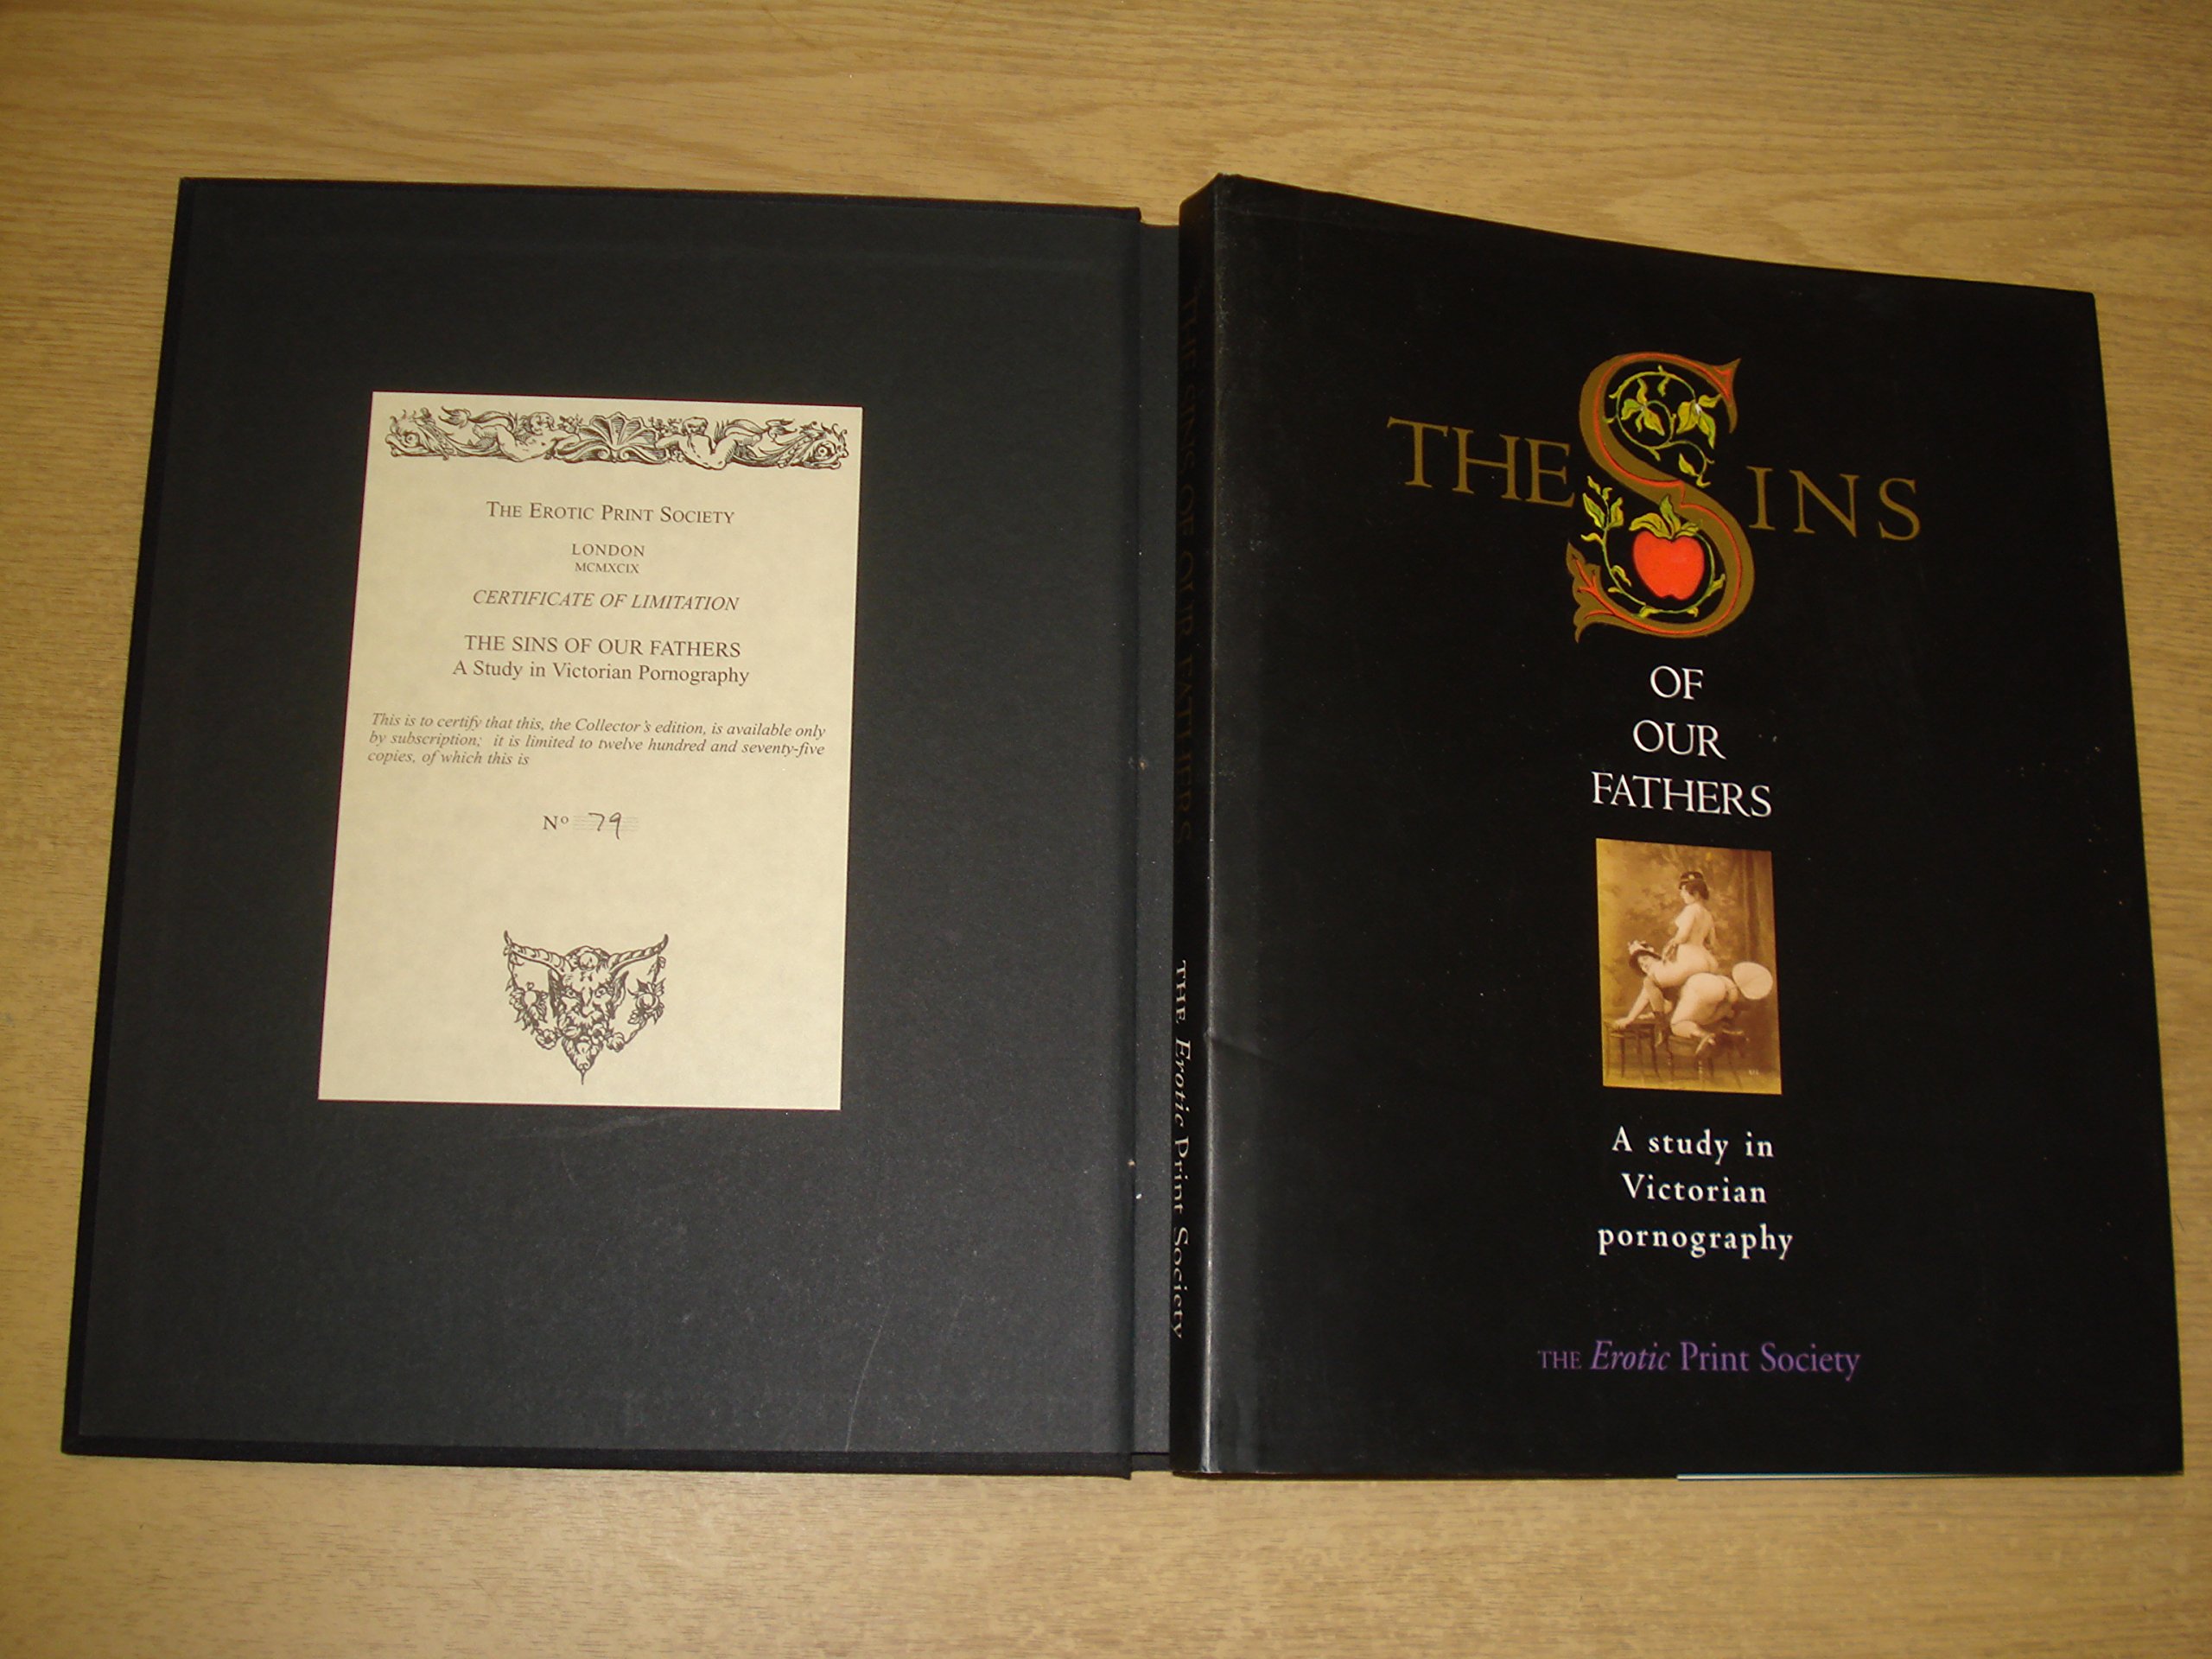 THE EROTIC PRINT SOCIETY
LONDON
MCMXCIX
CERTIFICATE OF LIMITATION
THE SINS OF OUR FATHERS
A Study in Victorian Pornography
This is to certify that this, the Collector's edition, is available only
by subscription; it is limited to twelve hundred and seventy-five
copies, of which this is
Nº 79
THE SINS OF OUR FATHERS
THE Erotic Print Society
THE SINS
OF
OUR
FATHERS
A study in
Victorian
pornography
THE Erotic Print Society